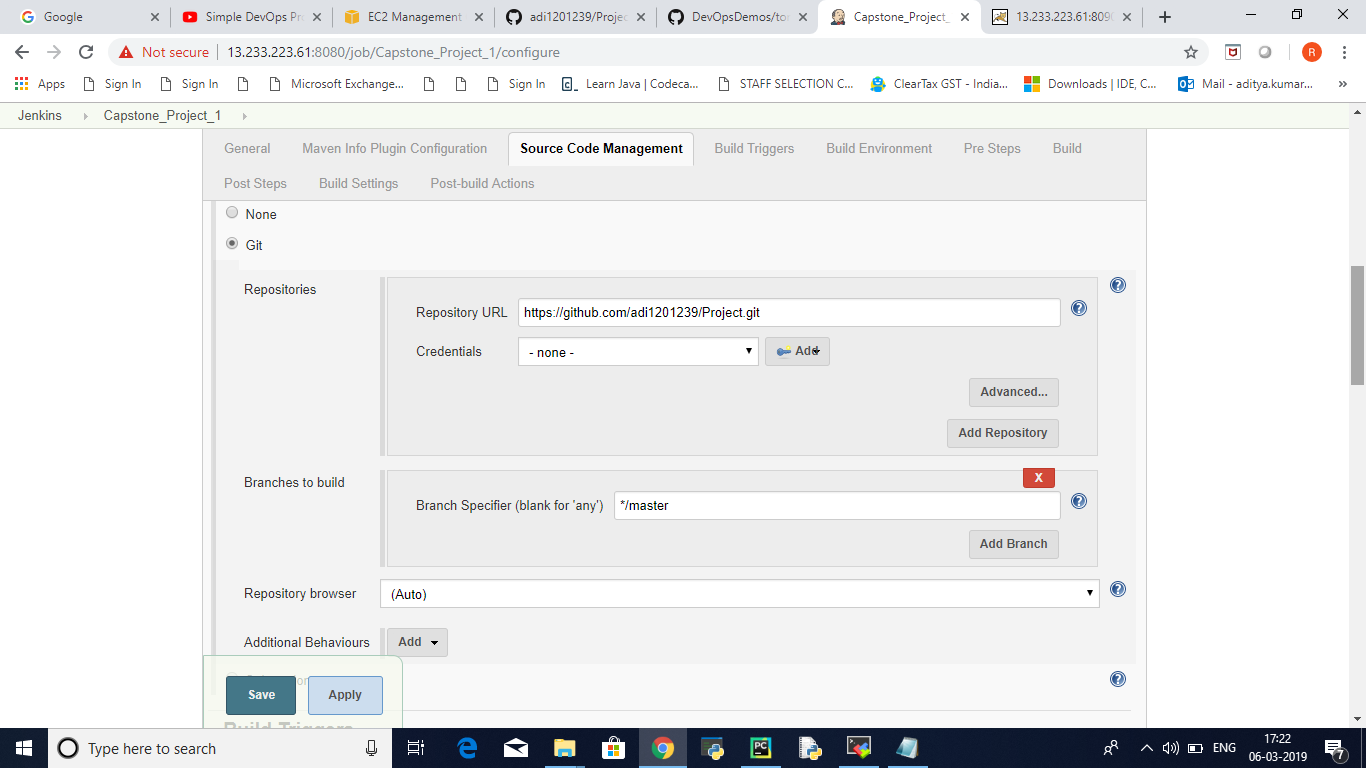 Google
Simple DevOps Pr
EC2 Management
adi1201239/Projec
DevOpsDemos/tor
Capstone_Project_
13.233.223.61:8090
Not secure
13.233.223.61:8080/job/Capstone_Project_1/configure
R
Apps
Sign In
Sign In
Microsoft Exchange...
Sign In
Learn Java | Codeca...
STAFF SELECTION C...
ClearTax GST - India...
Downloads | IDE, C...
Mail - aditya.kumar...
»
Jenkins
Capstone_Project_1
General
Maven Info Plugin Configuration
Source Code Management
Build Triggers
Build Environment
Pre Steps
Build
Post Steps
Build Settings
Post-build Actions
None
Git
Repositories
Repository URL
https://github.com/adi1201239/Project.git
Credentials
- none -
Add
Advanced...
Add Repository
Branches to build
X
Branch Specifier (blank for 'any')
*/master
Add Branch
Repository browser
(Auto)
Additional Behaviours
Add
Save
Apply
Build Triggers
Type here to search
PC
ENG
17:22
06-03-2019
7